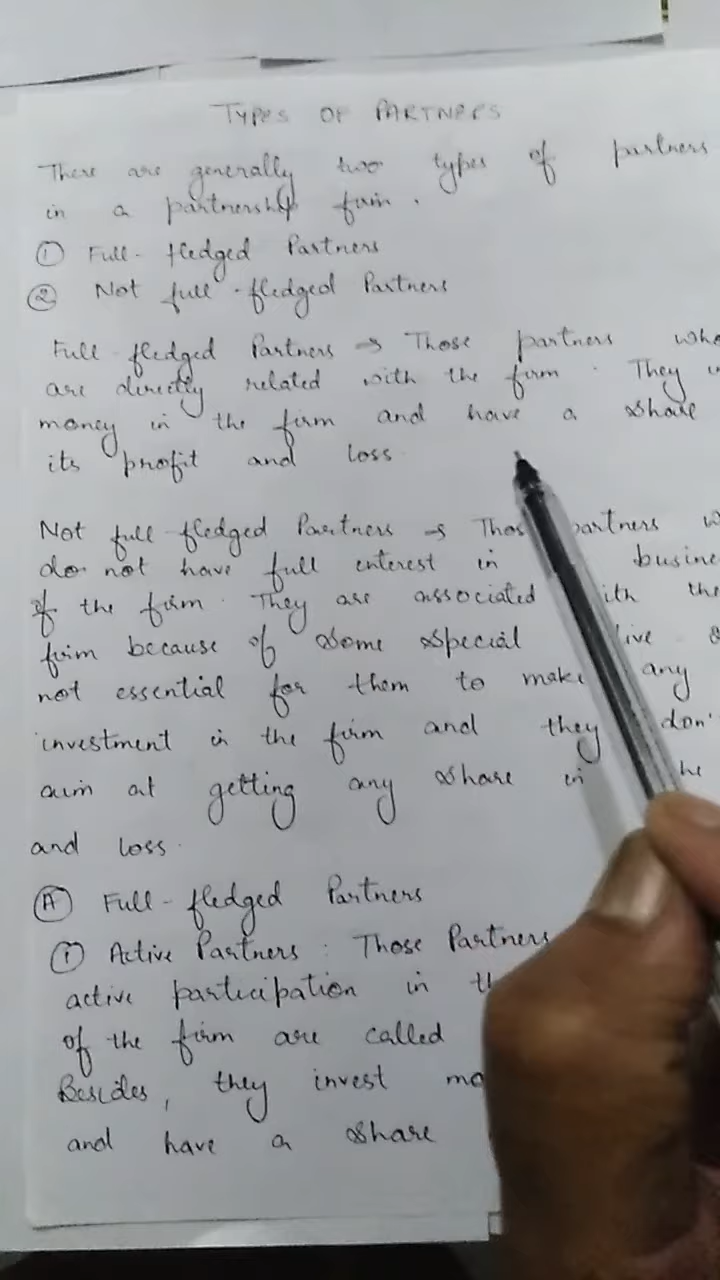 TYPES OF PARTNERS
There are generally two types of partners
in a partnership firm.
① Full-fledged Partners
② Not full-fledged Partners
Full-fledged Partners → Those partners who
are directly related with the firm. They
money in the firm and have a share
its profit and loss.
Not full-fledged Partners → Those partners
do not have full interest in
of the firm. They are associated with the
firm because of some special
not essential for them to make any
investment in the firm and they don't
aim at getting any share in
and loss.
Ⓐ Full-fledged Partners
① Active Partners: Those Partners
active participation in
of the firm are called
Besides, they invest
and have a share